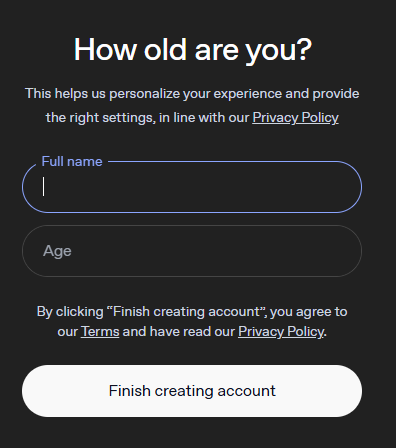 How old are you?
This helps us personalize your experience and provide
the right settings, in line with our Privacy Policy
Full name
Age
By clicking “Finish creating account”, you agree to
our Terms and have read our Privacy Policy.
Finish creating account